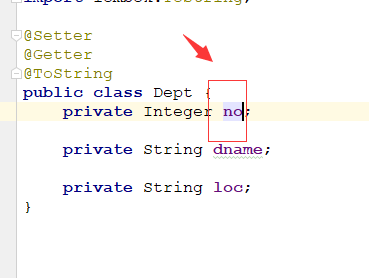 import lombok.ToString;
@Setter
@Getter
@ToString
public class Dept {
private Integer no;
private String dname;
private String loc;
}